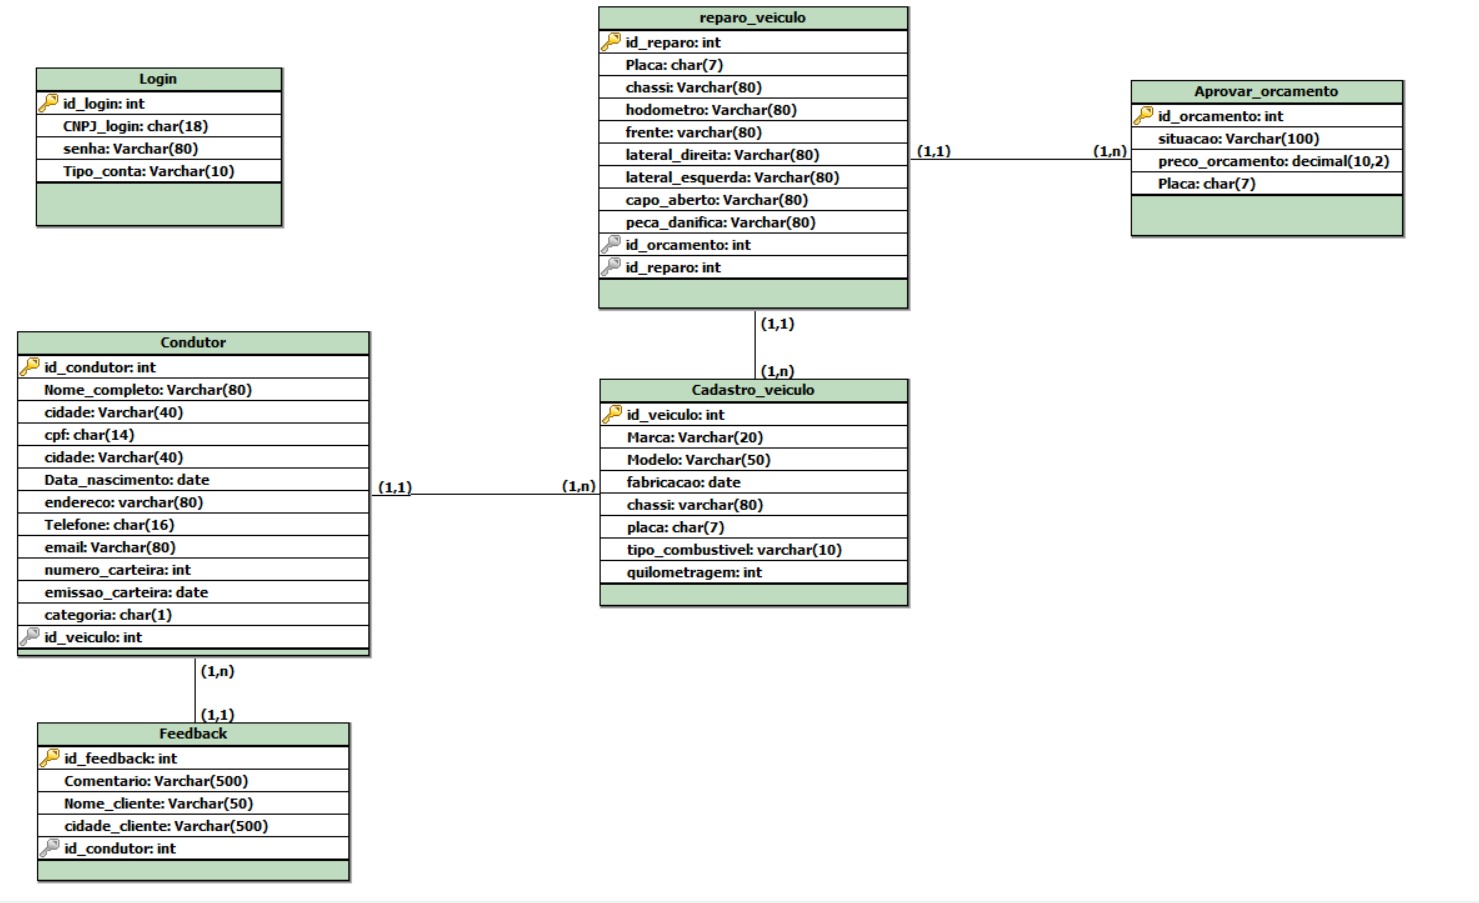 Login
id_login: int
CNPJ_login: char(18)
senha: Varchar(80)
Tipo_conta: Varchar(10)
reparo_veiculo
id_reparo: int
Placa: char(7)
chassi: Varchar(80)
hodometro: Varchar(80)
frente: varchar(80)
lateral_direita: Varchar(80)
lateral_esquerda: Varchar(80)
capo_aberto: Varchar(80)
peca_danifica: Varchar(80)
id_orcamento: int
id_reparo: int
(1,1)
(1,n)
Aprovar_orcamento
id_orcamento: int
situacao: Varchar(100)
preco_orcamento: decimal(10,2)
Placa: char(7)
(1,1)
(1,n)
Condutor
id_condutor: int
Nome_completo: Varchar(80)
cidade: Varchar(40)
cpf: char(14)
cidade: Varchar(40)
Data_nascimento: date
endereco: varchar(80)
Telefone: char(16)
email: Varchar(80)
numero_carteira: int
emissao_carteira: date
categoria: char(1)
id_veiculo: int
(1,1)
(1,n)
Cadastro_veiculo
id_veiculo: int
Marca: Varchar(20)
Modelo: Varchar(50)
fabricacao: date
chassi: varchar(80)
placa: char(7)
tipo_combustivel: varchar(10)
quilometragem: int
(1,n)
(1,1)
Feedback
id_feedback: int
Comentario: Varchar(500)
Nome_cliente: Varchar(50)
cidade_cliente: Varchar(500)
id_condutor: int